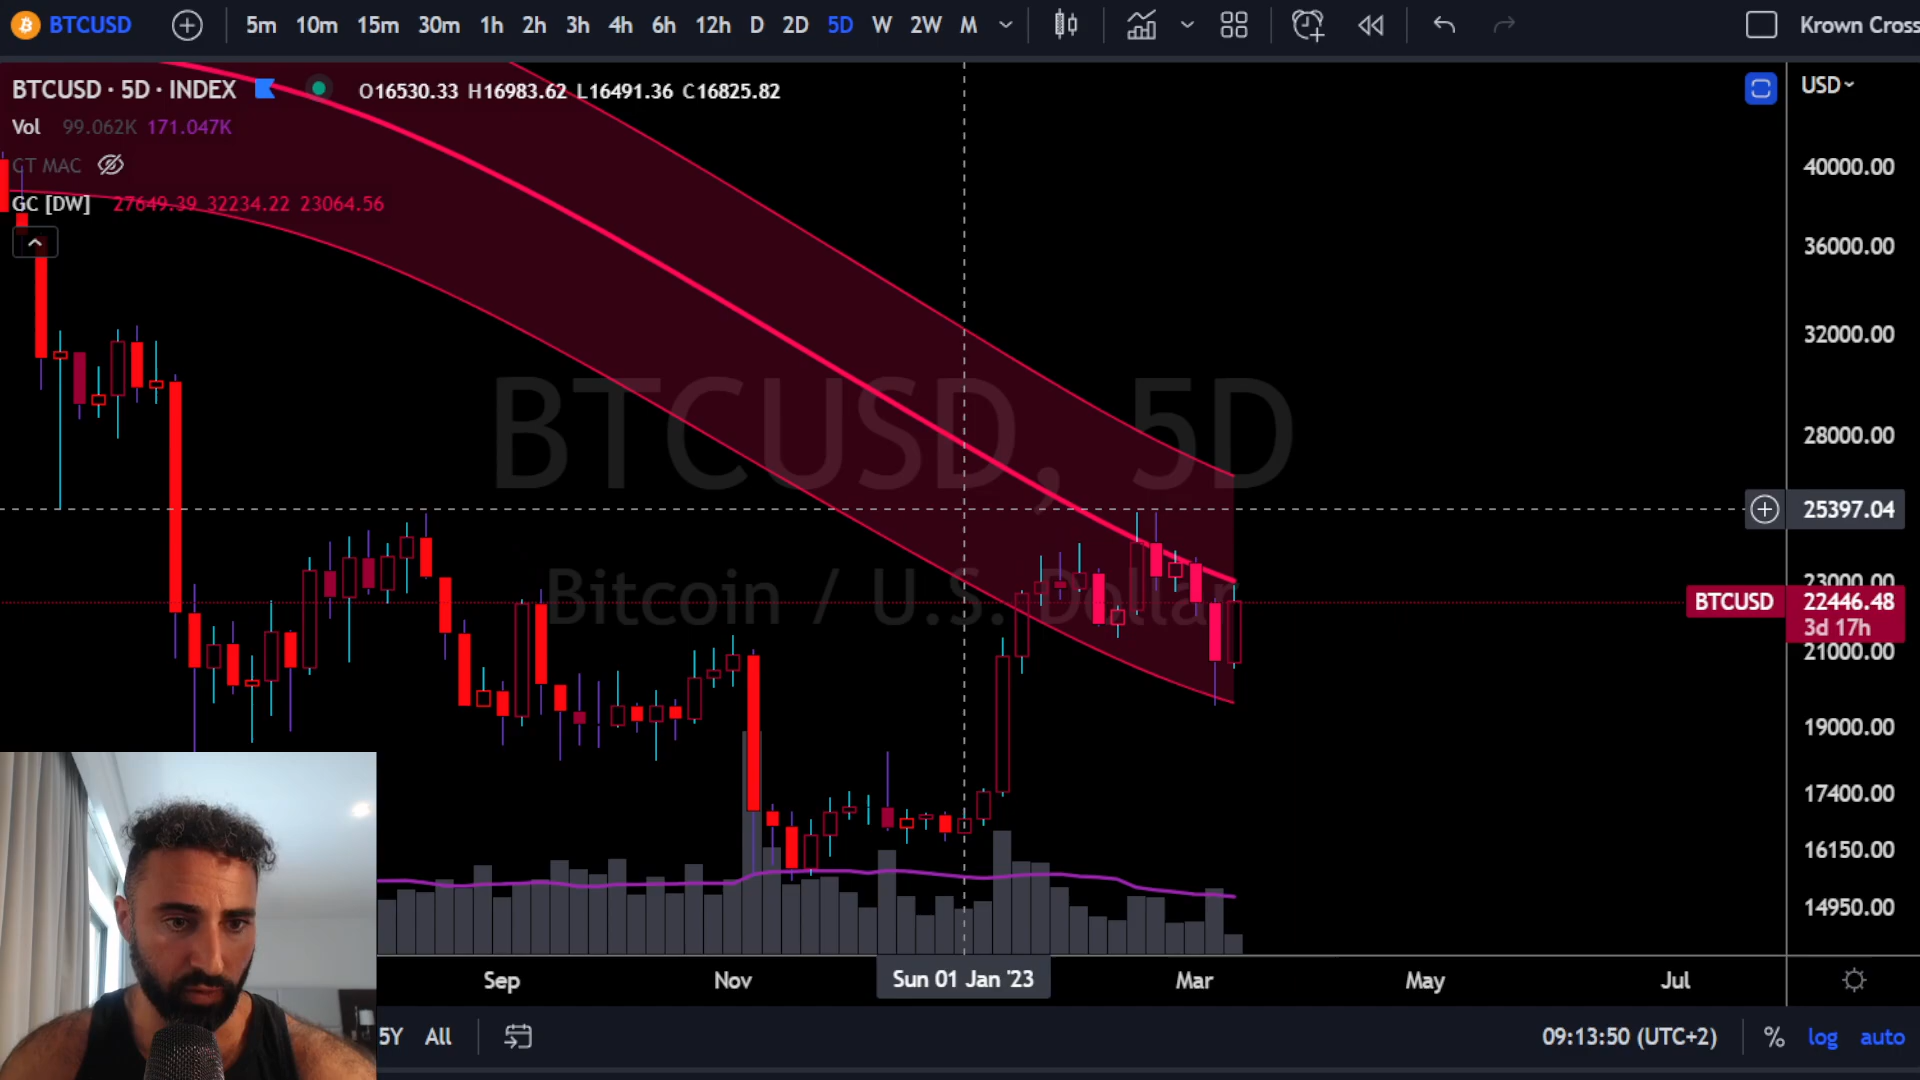 BTCUSD 5m 10m 15m 30m 1h 2h 3h 4h 6h 12h D 2D 5D W 2W M Krown Cross
BTCUSD · 5D · INDEX O16530.33 H16983.62 L16491.36 C16825.82 USD
Vol 99.062K 171.047K
CT MAC
GC [DW] 27649.39 32234.22 23064.56
40000.00
36000.00
32000.00
28000.00
25397.04
23000.00
BTCUSD 22446.48
3d 17h
21000.00
19000.00
17400.00
16150.00
14950.00
BTCUSD, 5D
Bitcoin / U.S. Dollar
Sep Nov Sun 01 Jan '23 Mar May Jul
5Y All 09:13:50 (UTC+2) % log auto